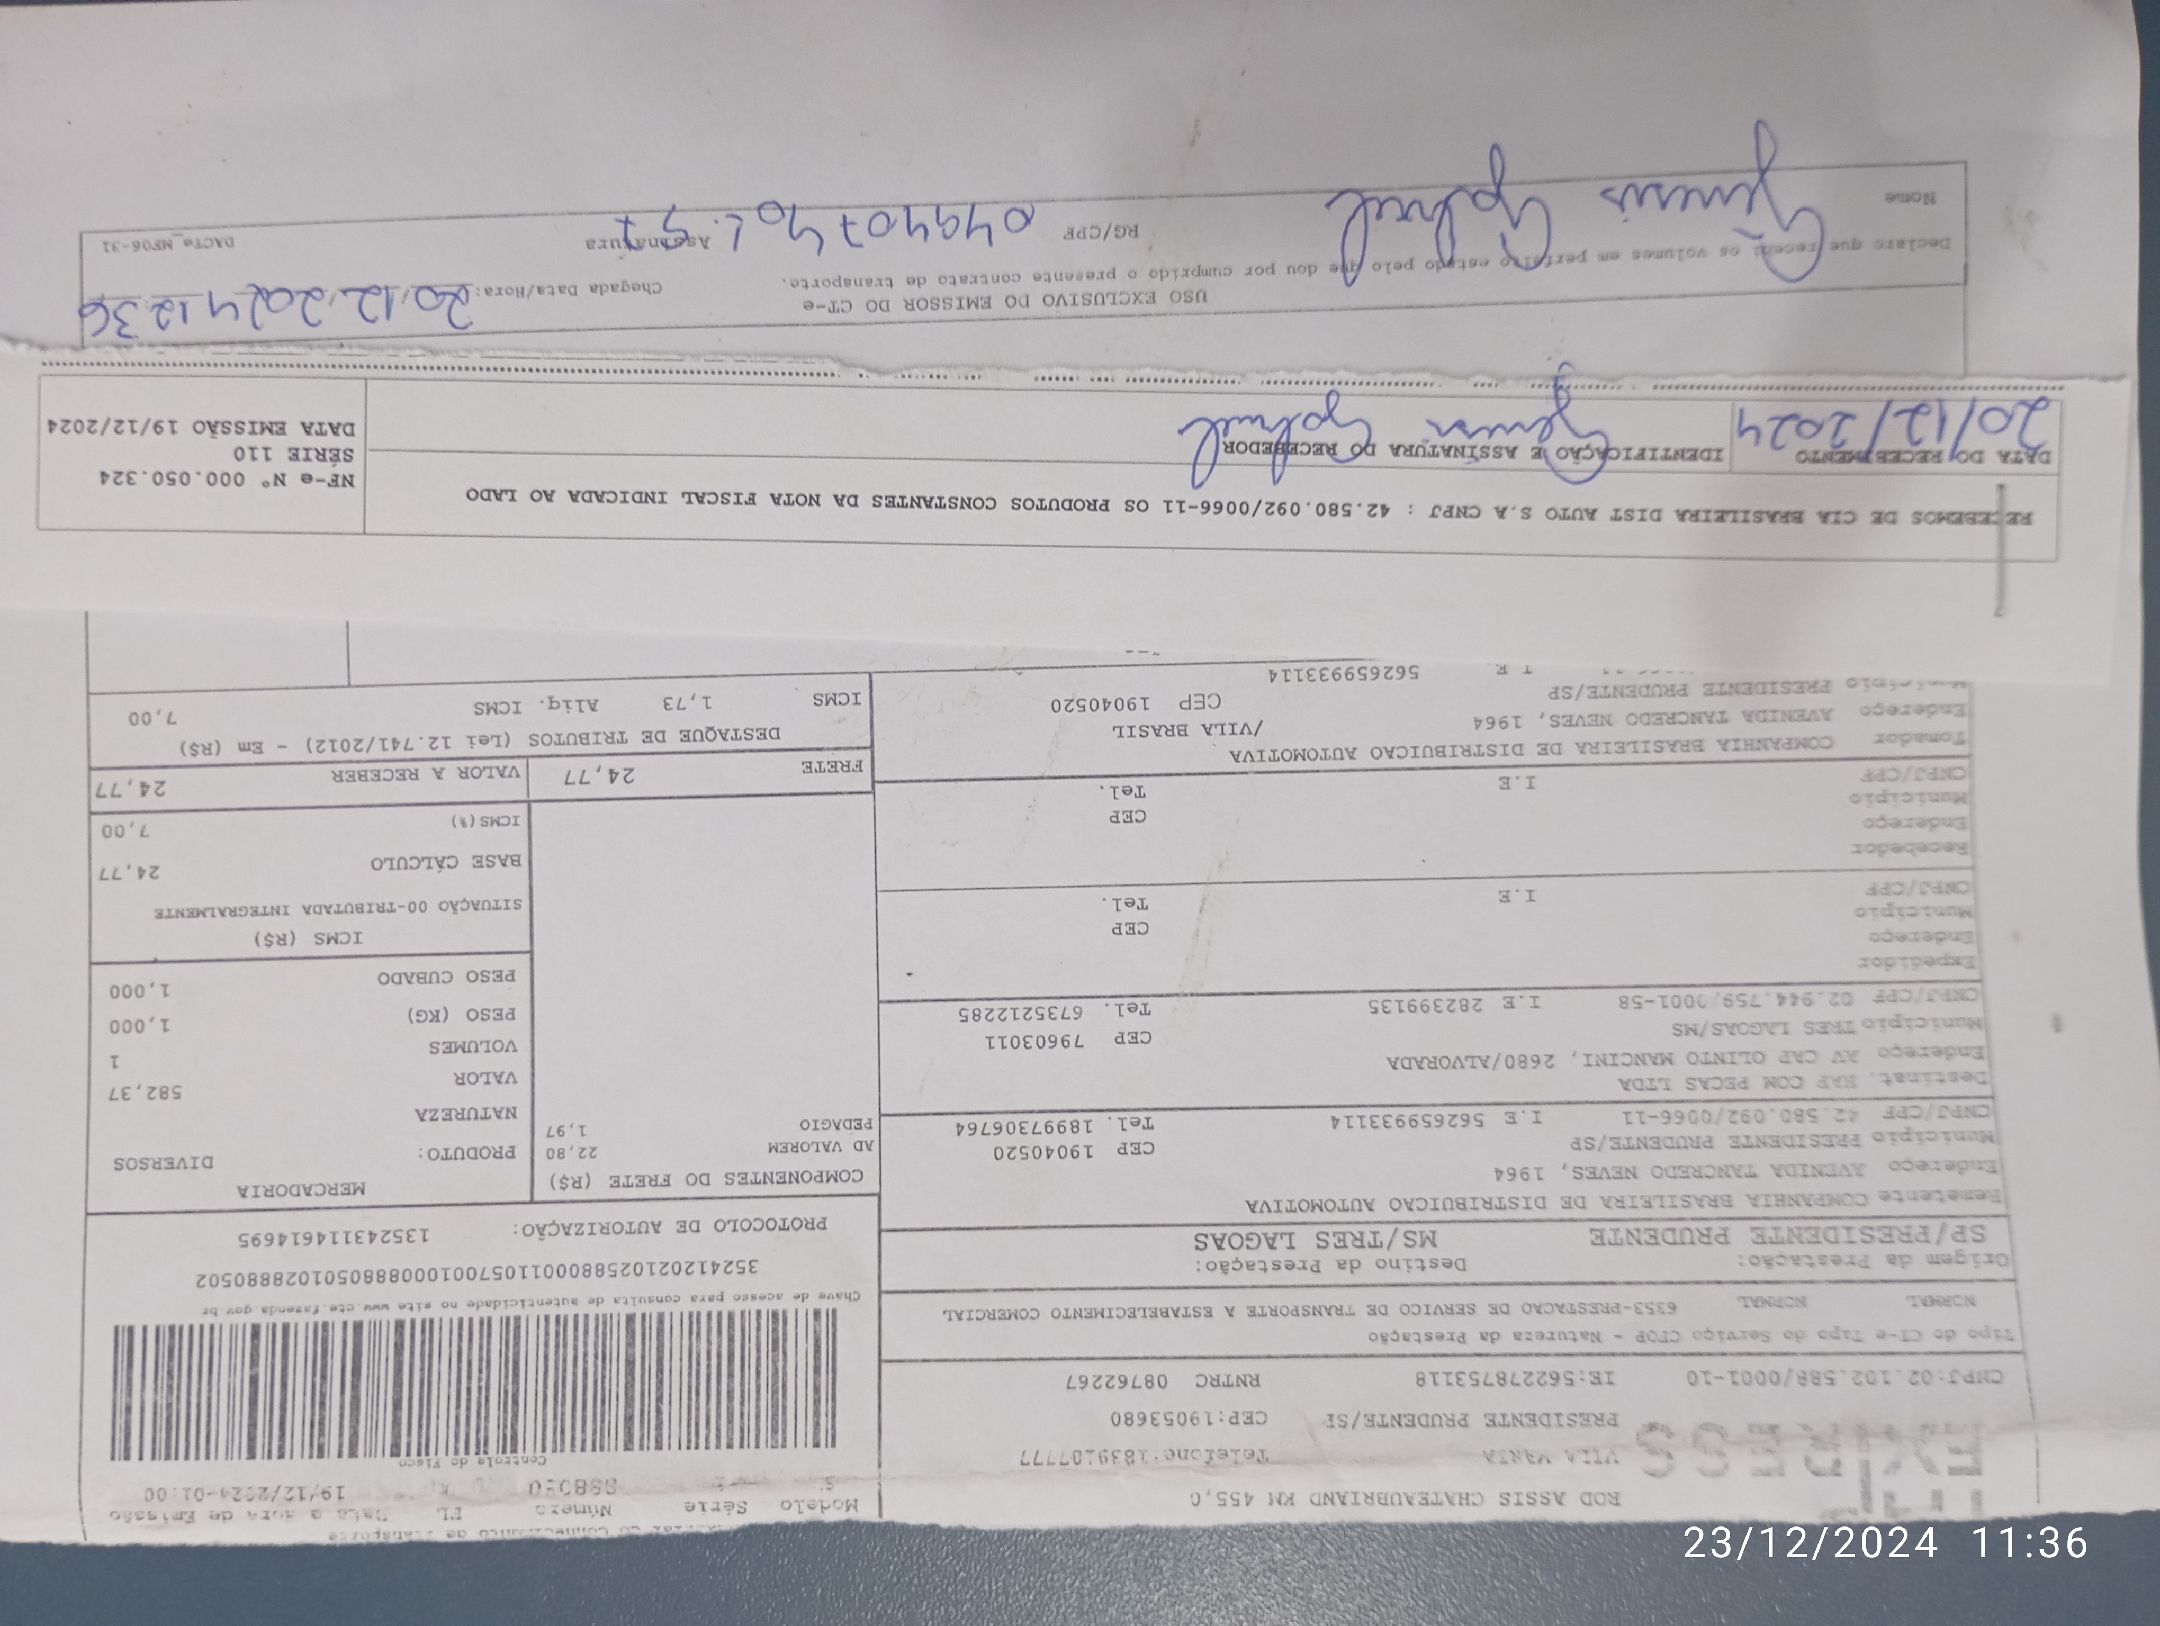 Modelo Série Número FL Data e Hora de Emissão
888050 19/12/2024-01:00
Controle do Fisco
ROD ASSIS CHATEAUBRIAND KM 455,0
VILA MARIA Telefone:1839187777
PRESIDENTE PRUDENTE/SP CEP:19053680
CNPJ:02.102.588/0001-10 IE:562278753118 RNTRC 08762267
Tipo do CT-e Tipo do Serviço CFOP - Natureza da Prestação
NORMAL NORMAL 6353-PRESTACAO DE SERVICO DE TRANSPORTE A ESTABELECIMENTO COMERCIAL
Chave de acesso para consulta de autenticidade no site www.cte.fazenda.gov.br
35241202102588000110570010008880501028880502
Origem da Prestação: Destino da Prestação:
SP/PRESIDENTE PRUDENTE MS/TRES LAGOAS
PROTOCOLO DE AUTORIZAÇÃO: 135243114614695
Remetente COMPANHIA BRASILEIRA DE DISTRIBUICAO AUTOMOTIVA
Endereço AVENIDA TANCREDO NEVES, 1964
Município PRESIDENTE PRUDENTE/SP CEP 19040520
CNPJ/CPF 42.580.092/0066-11 I.E 562659933114 Tel. 18997306764
Destinat. NAP COM PECAS LTDA
Endereço AV CAP OLINTO MANCINI, 2680/ALVORADA
Município TRES LAGOAS/MS CEP 79603011
CNPJ/CPF 02.944.759/0001-58 I.E 282399135 Tel. 6735212285
Expedidor
Endereço
Município CEP
CNPJ/CPF I.E Tel.
Recebedor
Endereço
Município CEP
CNPJ/CPF I.E Tel.
Tomador COMPANHIA BRASILEIRA DE DISTRIBUICAO AUTOMOTIVA
Endereço AVENIDA TANCREDO NEVES, 1964 /VILA BRASIL
Município PRESIDENTE PRUDENTE/SP CEP 19040520
I.E 562659933114
COMPONENTES DO FRETE (R$)
AD VALOREM 22,80
PEDAGIO 1,97
MERCADORIA
PRODUTO: DIVERSOS
NATUREZA
VALOR 582,37
VOLUMES 1
PESO (KG) 1,000
PESO CUBADO 1,000
ICMS (R$)
SITUAÇÃO 00-TRIBUTADA INTEGRALMENTE
BASE CÁLCULO 24,77
ICMS(%) 7,00
FRETE 24,77 VALOR A RECEBER 24,77
DESTAQUE DE TRIBUTOS (Lei 12.741/2012) - Em (R$)
ICMS 1,73 Aliq. ICMS 7,00
RECEBEMOS DE CIA BRASILEIRA DIST AUTO S.A CNPJ : 42.580.092/0066-11 OS PRODUTOS CONSTANTES DA NOTA FISCAL INDICADA AO LADO
NF-e Nº 000.050.324
SÉRIE 110
DATA EMISSÃO 19/12/2024
DATA DO RECEBIMENTO IDENTIFICAÇÃO E ASSINATURA DO RECEBEDOR
20/12/2024
USO EXCLUSIVO DO EMISSOR DO CT-e
Chegada Data/Hora: 20.12.2024 12:36
Declaro que recebi os volumes em perfeito estado pelo que dou por cumprido o presente contrato de transporte.
Nome RG/CPF Assinatura
DACTe_MF06-31
23/12/2024 11:36